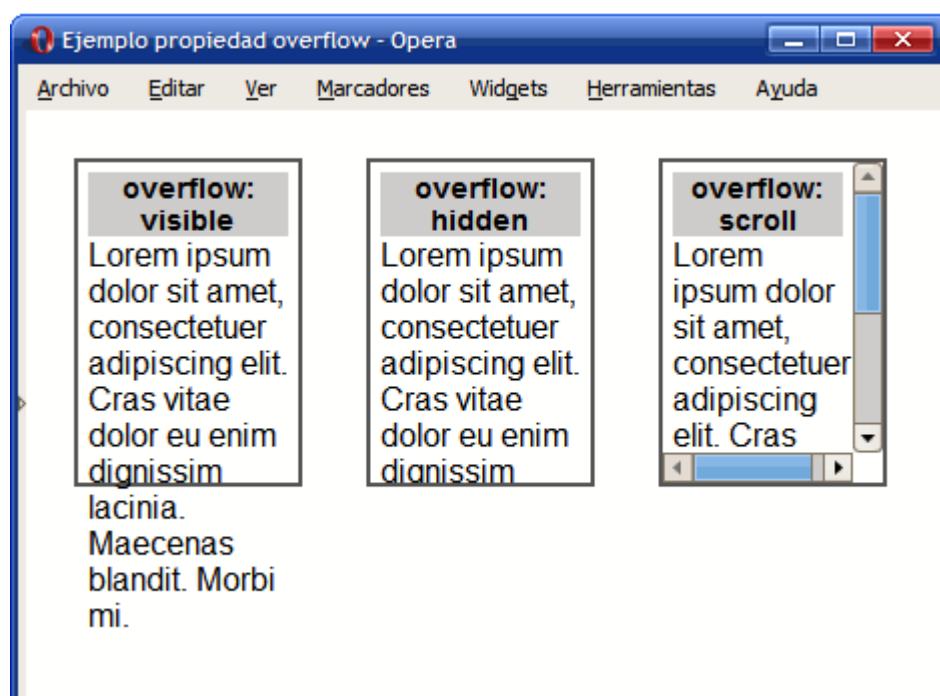 Ejemplo propiedad overflow - Opera
Archivo Editar Ver Marcadores Widgets Herramientas Ayuda
overflow:
visible
Lorem ipsum
dolor sit amet,
consectetuer
adipiscing elit.
Cras vitae
dolor eu enim
dignissim
lacinia.
Maecenas
blandit. Morbi
mi.
overflow:
hidden
Lorem ipsum
dolor sit amet,
consectetuer
adipiscing elit.
Cras vitae
dolor eu enim
dignissim
overflow:
scroll
Lorem
ipsum dolor
sit amet,
consectetuer
adipiscing
elit. Cras